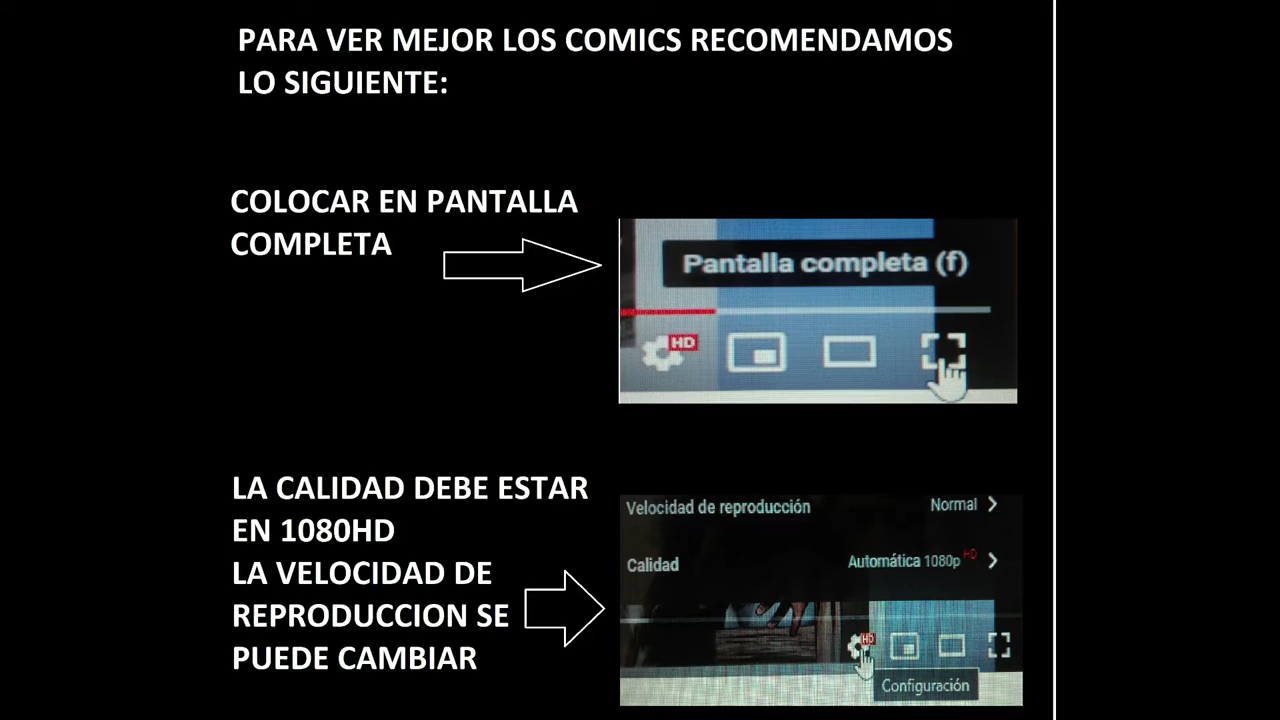 PARA VER MEJOR LOS COMICS RECOMENDAMOS
LO SIGUIENTE:
COLOCAR EN PANTALLA
COMPLETA
Pantalla completa (f)
HD
LA CALIDAD DEBE ESTAR
EN 1080HD
LA VELOCIDAD DE
REPRODUCCION SE
PUEDE CAMBIAR
Velocidad de reproducción Normal
Calidad Automática 1080p HD
HD
Configuración